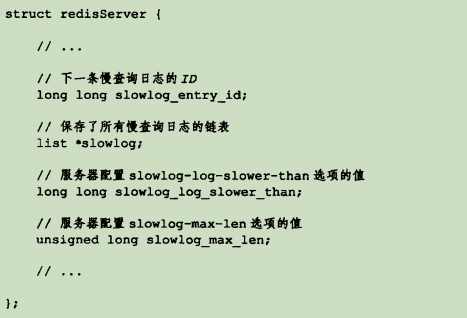 struct redisServer {
// ...
// 下一条慢查询日志的 ID
long long slowlog_entry_id;
// 保存了所有慢查询日志的链表
list *slowlog;
// 服务器配置 slowlog-log-slower-than 选项的值
long long slowlog_log_slower_than;
// 服务器配置 slowlog-max-len 选项的值
unsigned long slowlog_max_len;
// ...
};